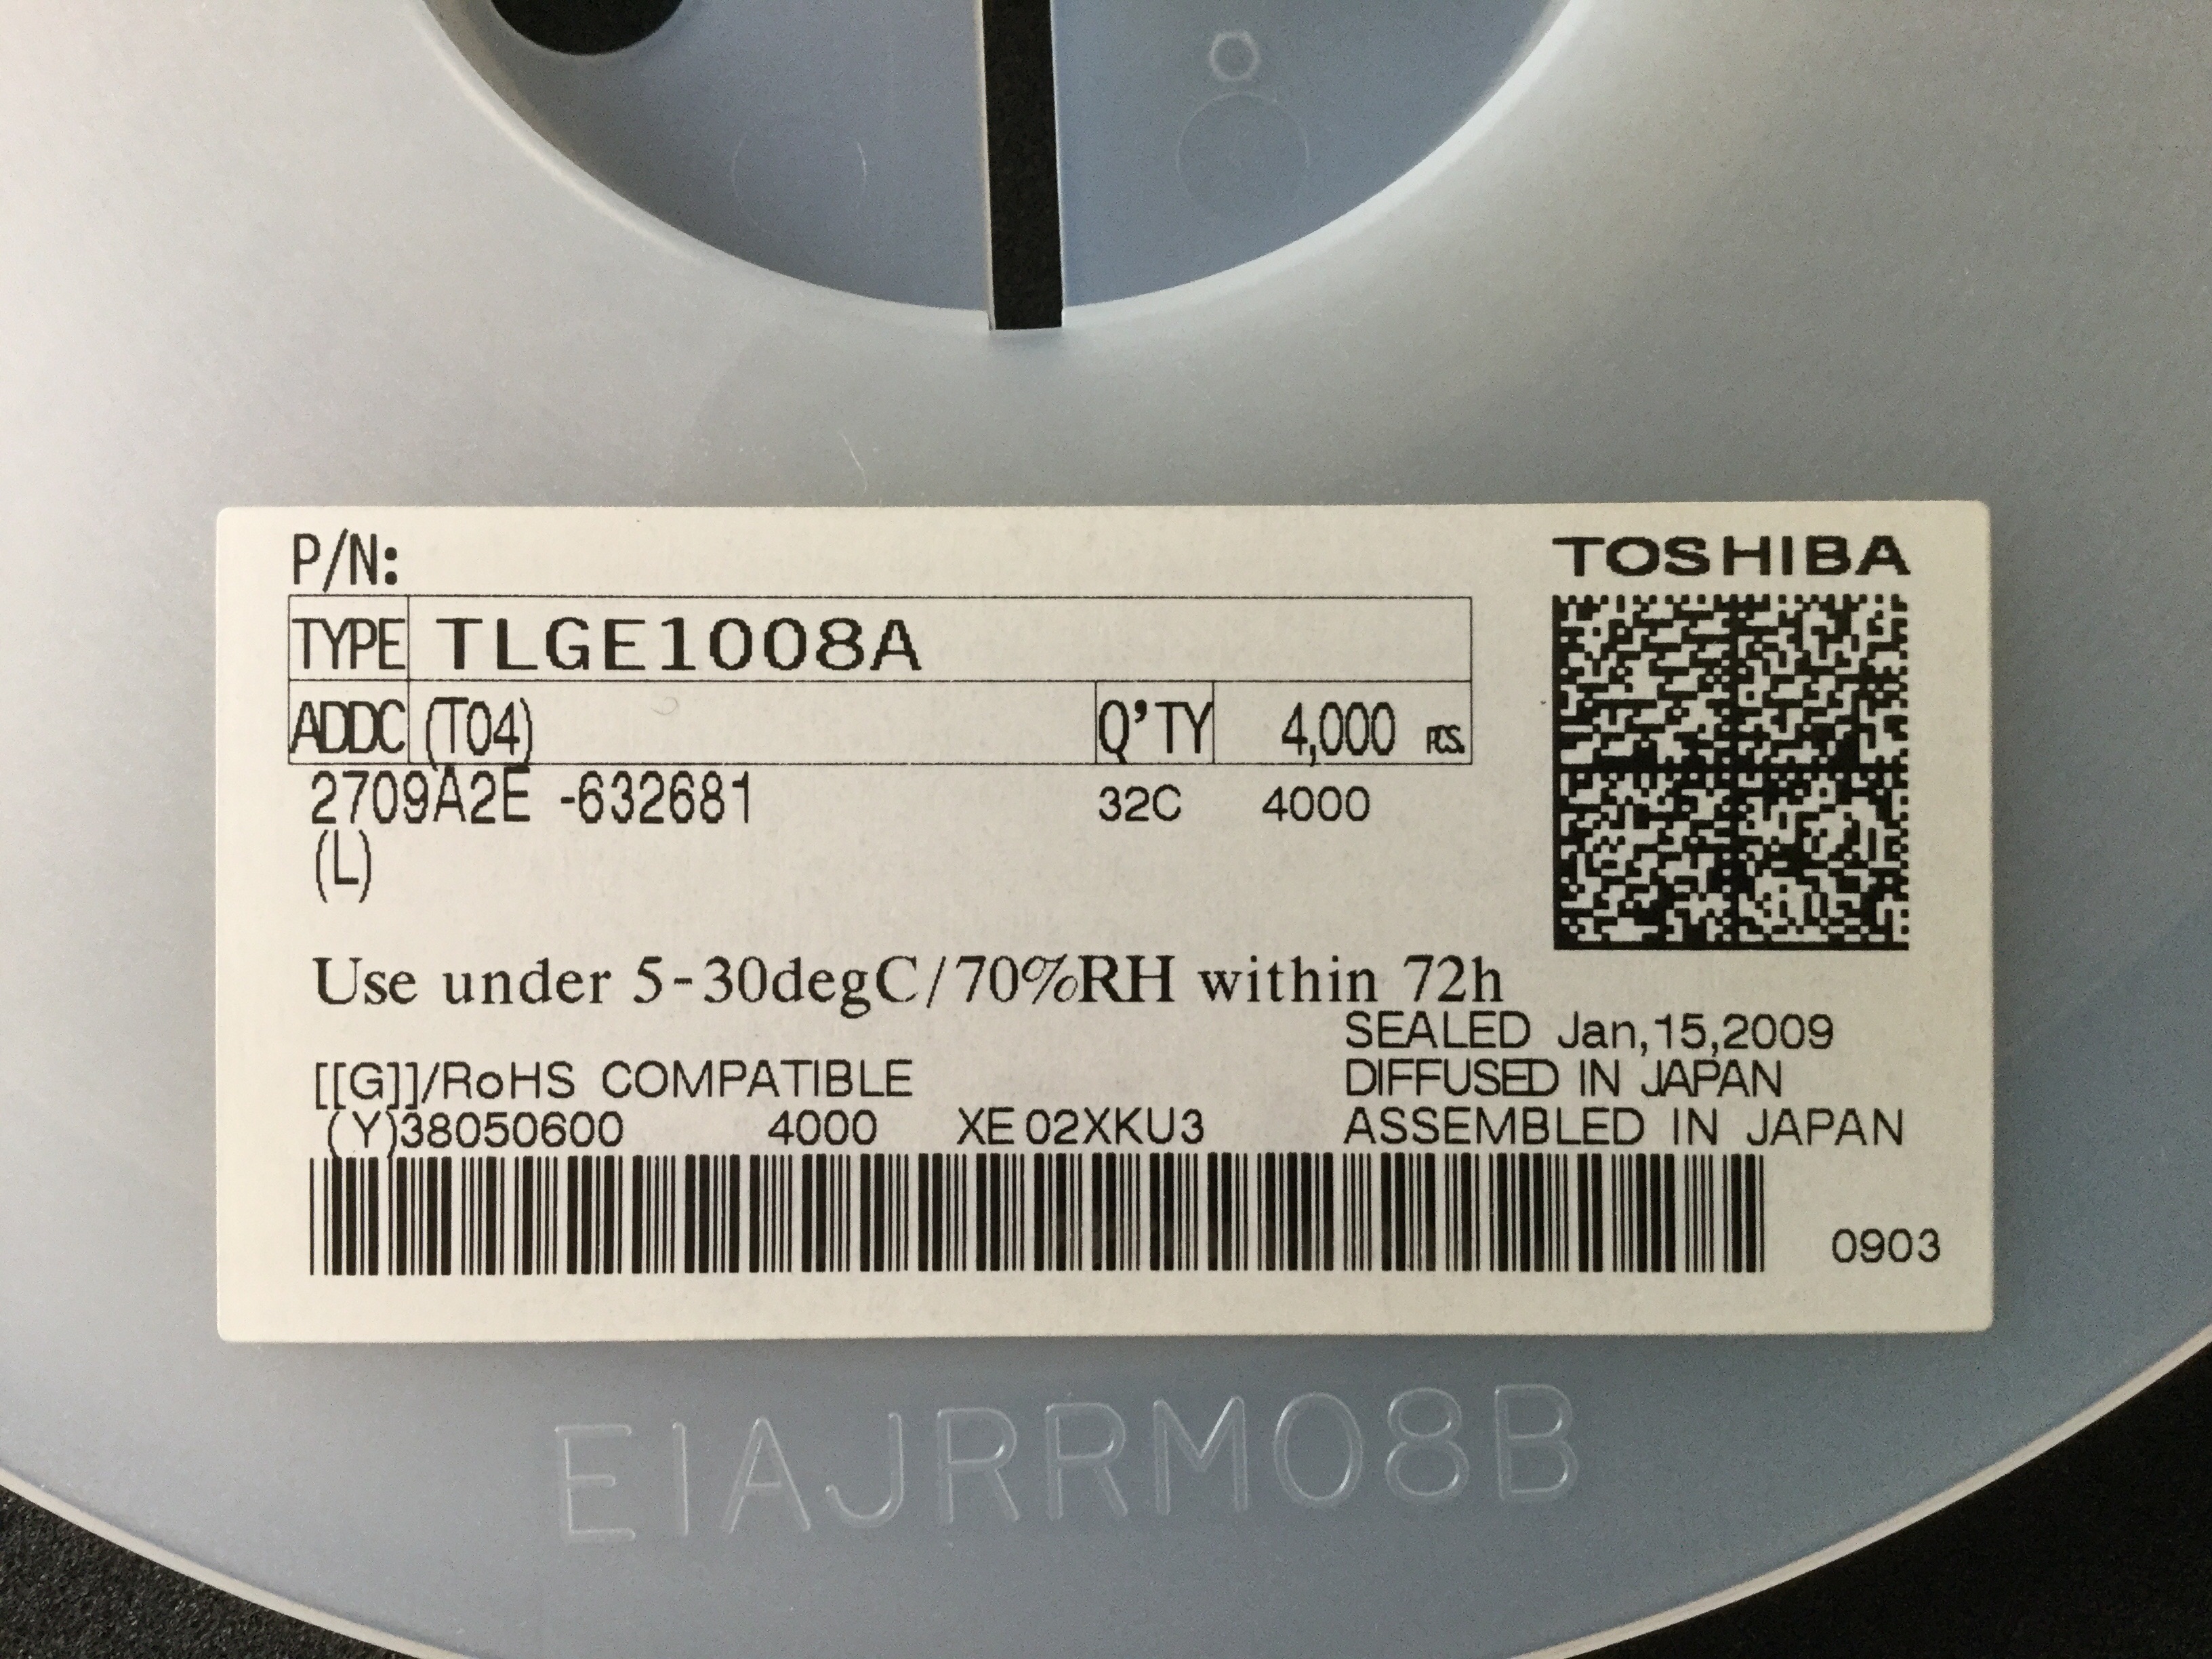 P/N:
TOSHIBA
TYPE TLGE1008A
ADDC (T04) Q'TY 4,000 PCS.
2709A2E -632681 32C 4000
(L)
Use under 5-30degC/70%RH within 72h
SEALED Jan,15,2009
[[G]]/RoHS COMPATIBLE DIFFUSED IN JAPAN
(Y)38050600 4000 XE02XKU3 ASSEMBLED IN JAPAN
0903
EIAJRRM08B